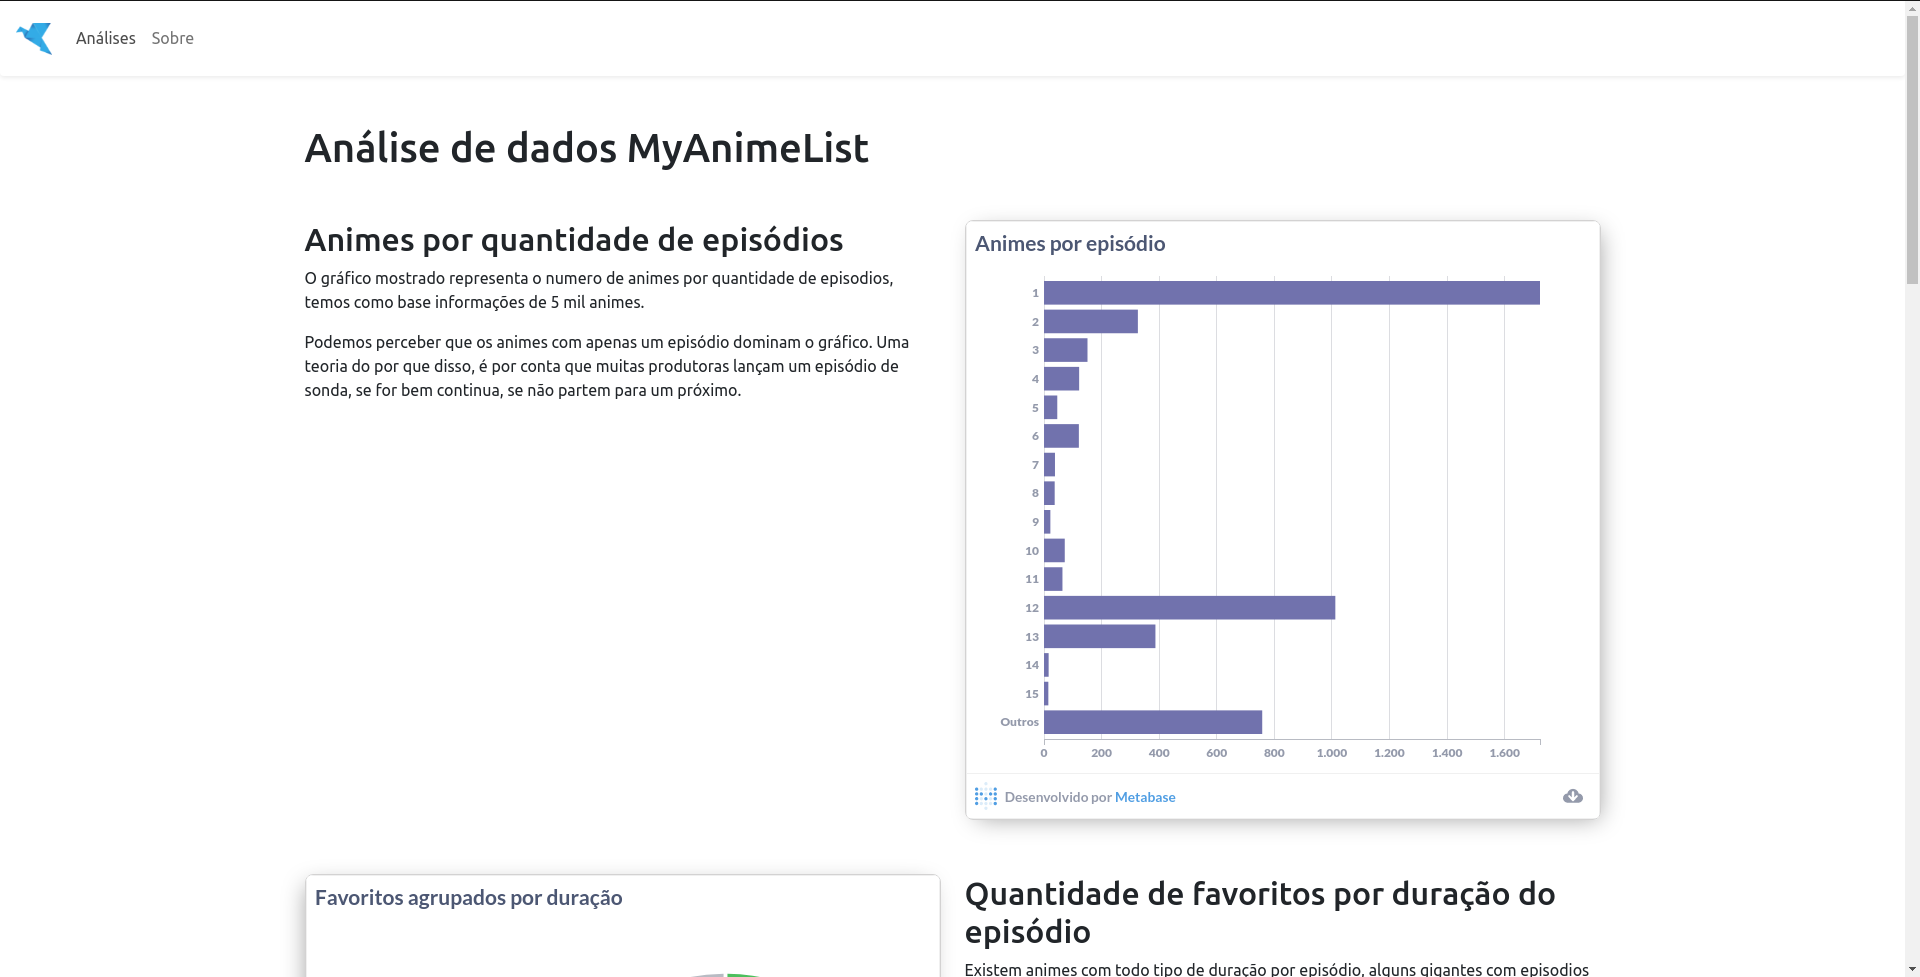 Análises Sobre
Análise de dados MyAnimeList
Animes por quantidade de episódios
O gráfico mostrado representa o numero de animes por quantidade de episodios,
temos como base informações de 5 mil animes.
Podemos perceber que os animes com apenas um episódio dominam o gráfico. Uma
teoria do por que disso, é por conta que muitas produtoras lançam um episódio de
sonda, se for bem continua, se não partem para um próximo.
Animes por episódio
1
2
3
4
5
6
7
8
9
10
11
12
13
14
15
Outros
0 200 400 600 800 1.000 1.200 1.400 1.600
Desenvolvido por Metabase
Favoritos agrupados por duração
Quantidade de favoritos por duração do
episódio
Existem animes com todo tipo de duração por episódio, alguns gigantes com episodios